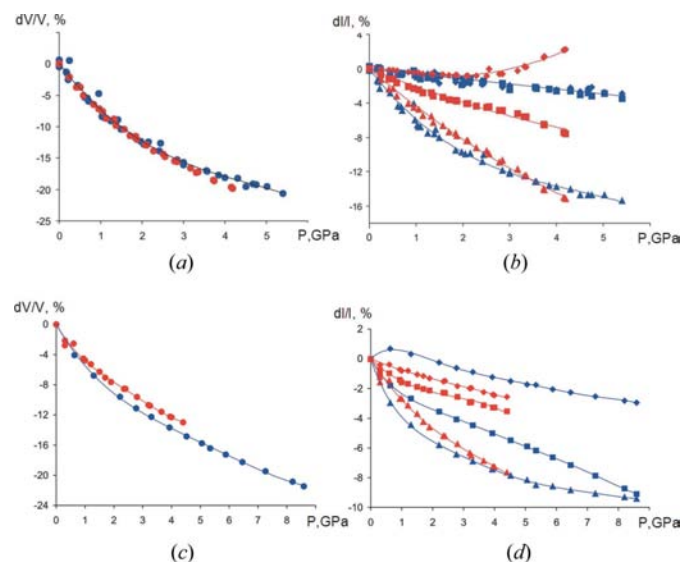 dV/V, %
0
-5
-10
-15
-20
-25
0 1 2 3 4 5
P,GPa
(a)
dl/l, %
4
0
-4
-8
-12
-16
0 1 2 3 4 5
P,GPa
(b)
dV/V, %
0
-4
-8
-12
-16
-20
-24
0 1 2 3 4 5 6 7 8
P,GPa
(c)
dl/l, %
2
0
-2
-4
-6
-8
-10
0 1 2 3 4 5 6 7 8
P,GPa
(d)